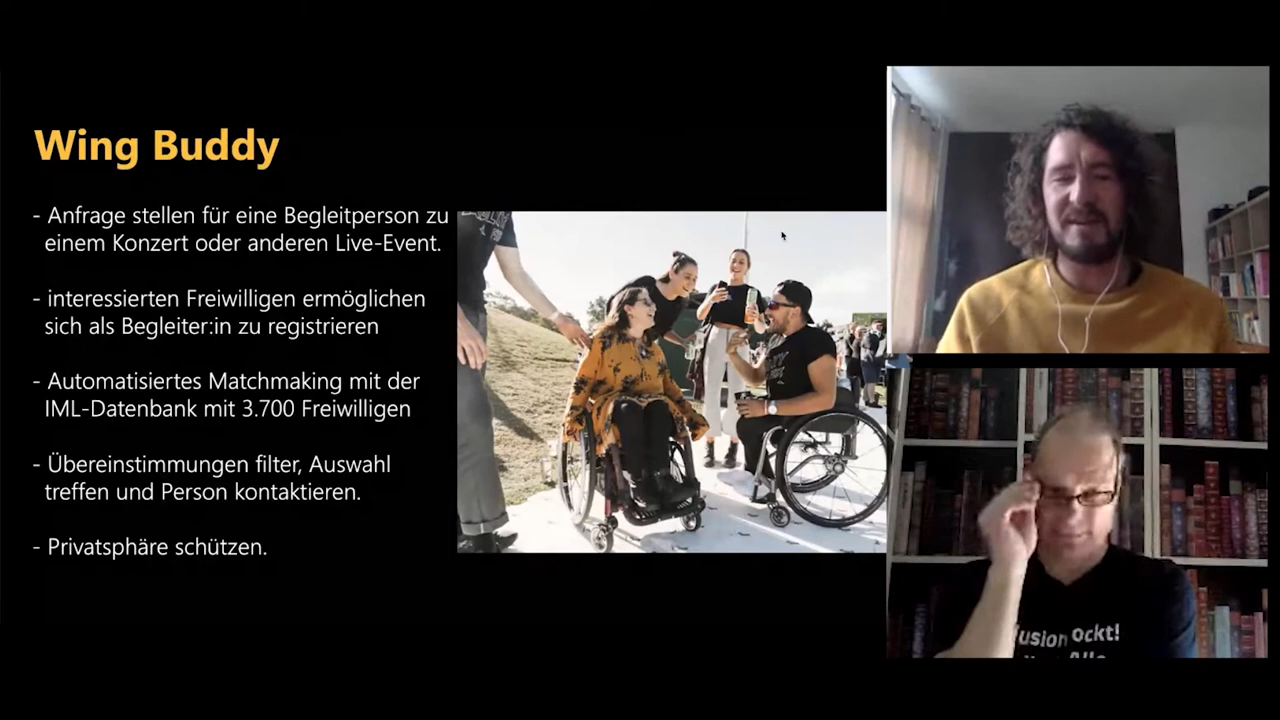 Wing Buddy
- Anfrage stellen für eine Begleitperson zu
einem Konzert oder anderen Live-Event.
- interessierten Freiwilligen ermöglichen
sich als Begleiter:in zu registrieren
- Automatisiertes Matchmaking mit der
IML-Datenbank mit 3.700 Freiwilligen
- Übereinstimmungen filter, Auswahl
treffen und Person kontaktieren.
- Privatsphäre schützen.
lusion ockt!